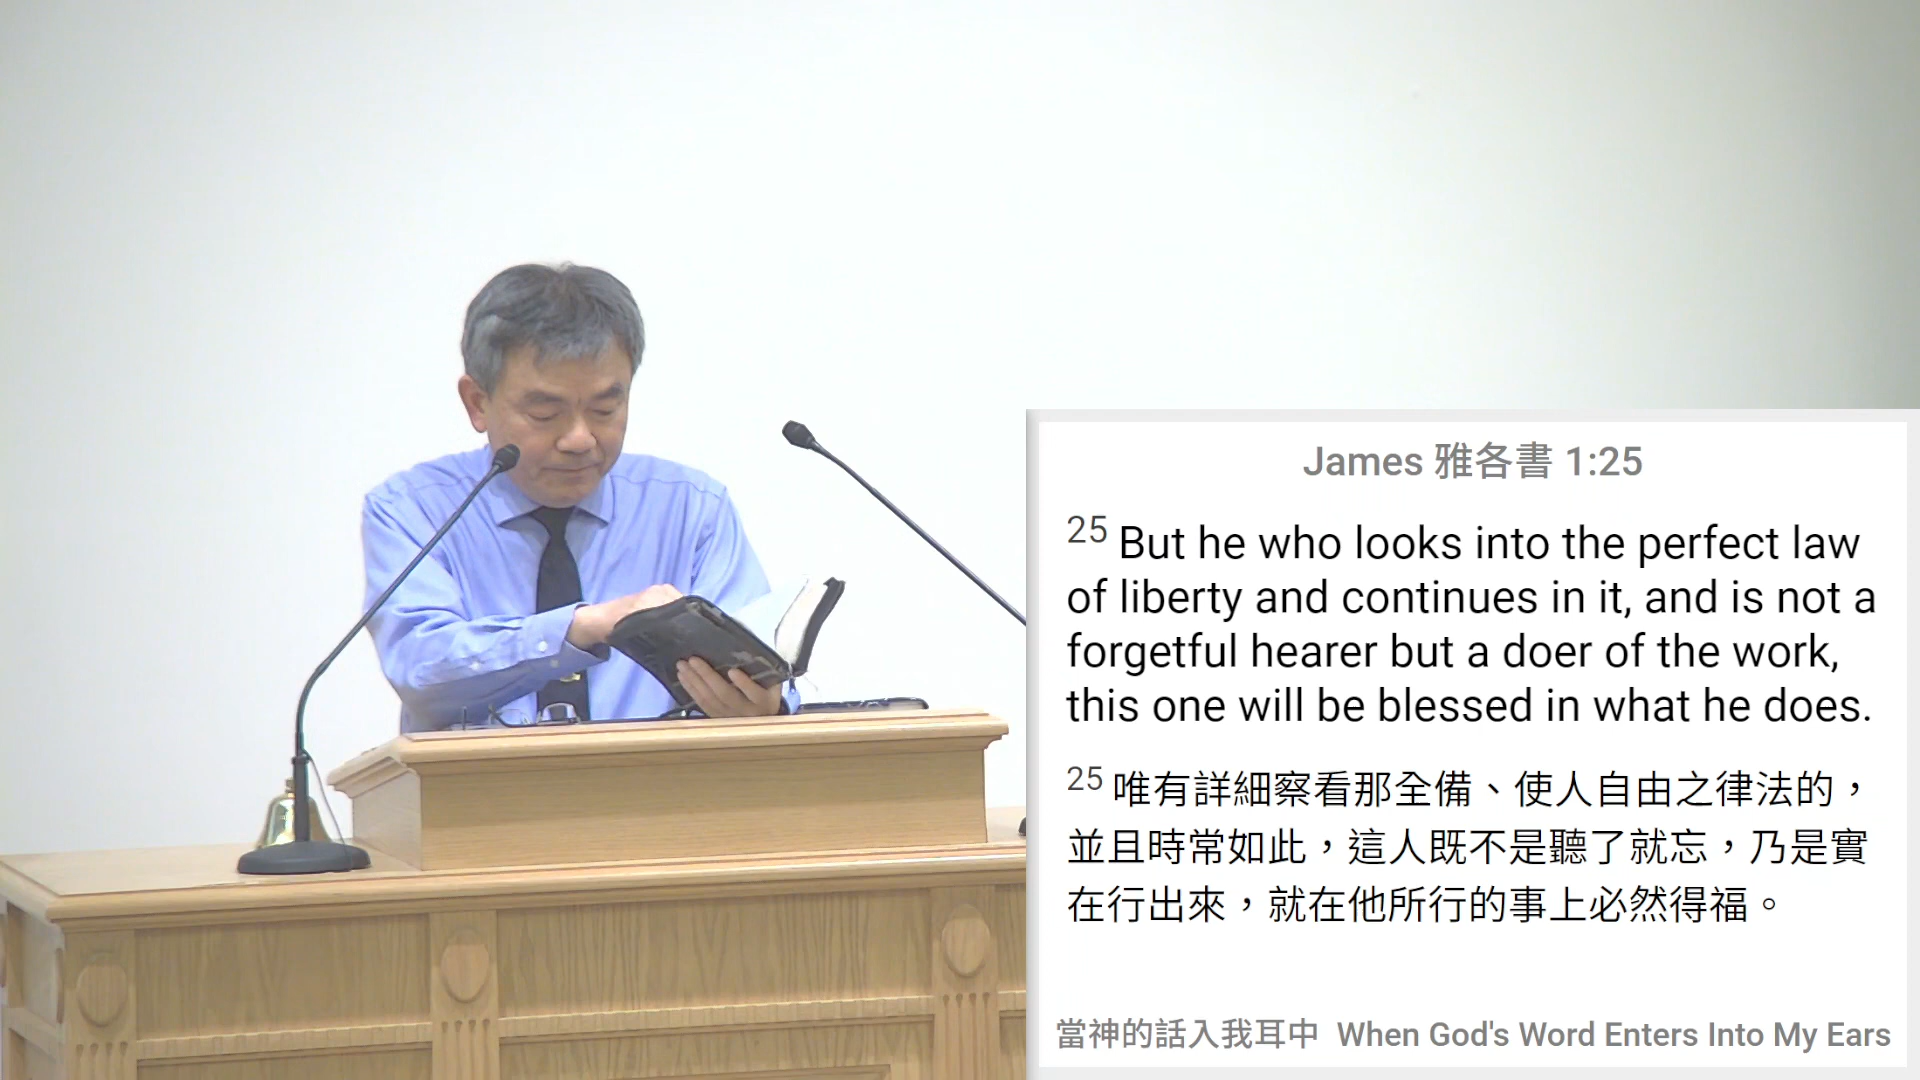 James 雅各書 1:25
25 But he who looks into the perfect law
of liberty and continues in it, and is not a
forgetful hearer but a doer of the work,
this one will be blessed in what he does.
25 唯有詳細察看那全備、使人自由之律法的，
並且時常如此，這人既不是聽了就忘，乃是實
在行出來，就在他所行的事上必然得福。
當神的話入我耳中 When God's Word Enters Into My Ears